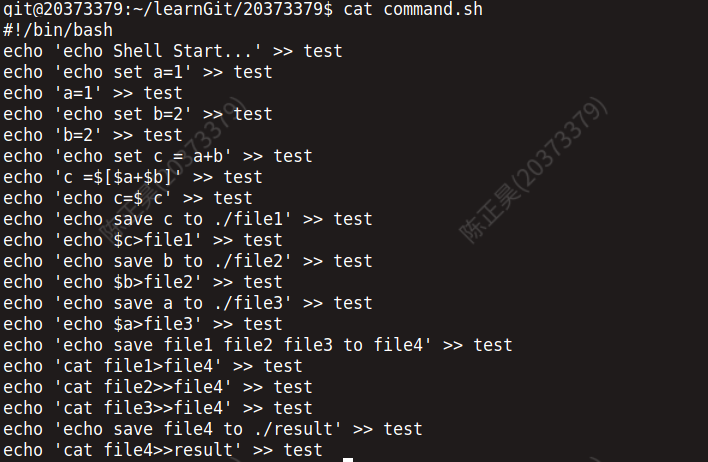 git@20373379:~/learnGit/20373379$ cat command.sh
#!/bin/bash
echo 'echo Shell Start...' >> test
echo 'echo set a=1' >> test
echo 'a=1' >> test
echo 'echo set b=2' >> test
echo 'b=2' >> test
echo 'echo set c = a+b' >> test
echo 'c =$[$a+$b]' >> test
echo 'echo c=$ c' >> test
echo 'echo save c to ./file1' >> test
echo 'echo $c>file1' >> test
echo 'echo save b to ./file2' >> test
echo 'echo $b>file2' >> test
echo 'echo save a to ./file3' >> test
echo 'echo $a>file3' >> test
echo 'echo save file1 file2 file3 to file4' >> test
echo 'cat file1>file4' >> test
echo 'cat file2>>file4' >> test
echo 'cat file3>>file4' >> test
echo 'echo save file4 to ./result' >> test
echo 'cat file4>>result' >> test
陈正昊(20373379)
陈正昊(20373379)